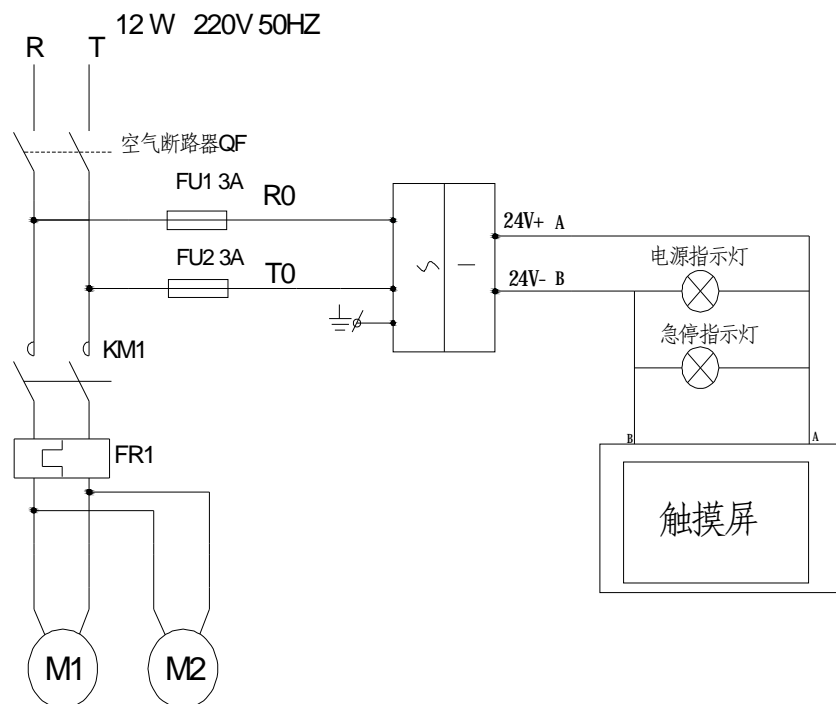 12 W 220V 50HZ
R T
空气断路器QF
FU1 3A R0
24V+ A
FU2 3A T0
24V- B
电源指示灯
急停指示灯
KM1
FR1
B A
触摸屏
M1 M2